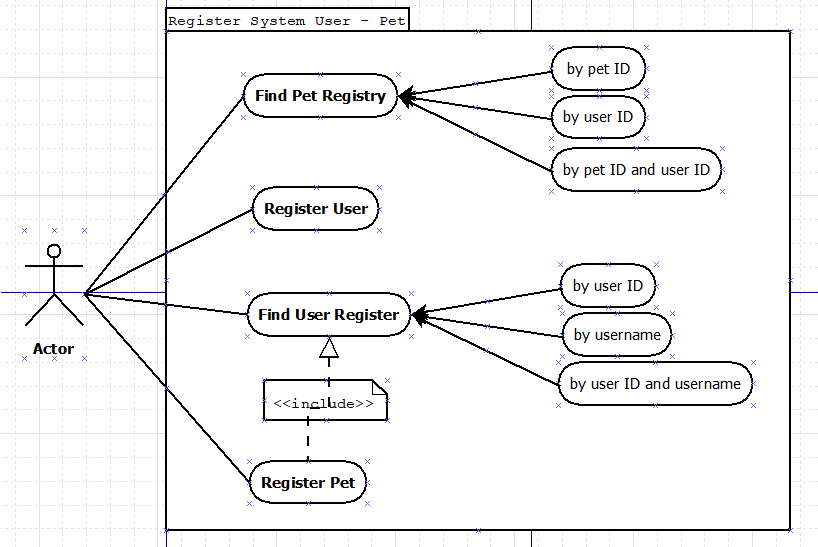 Register System User - Pet
Find Pet Registry
by pet ID
by user ID
by pet ID and user ID
Register User
Actor
Find User Register
by user ID
by username
by user ID and username
<<include>>
Register Pet